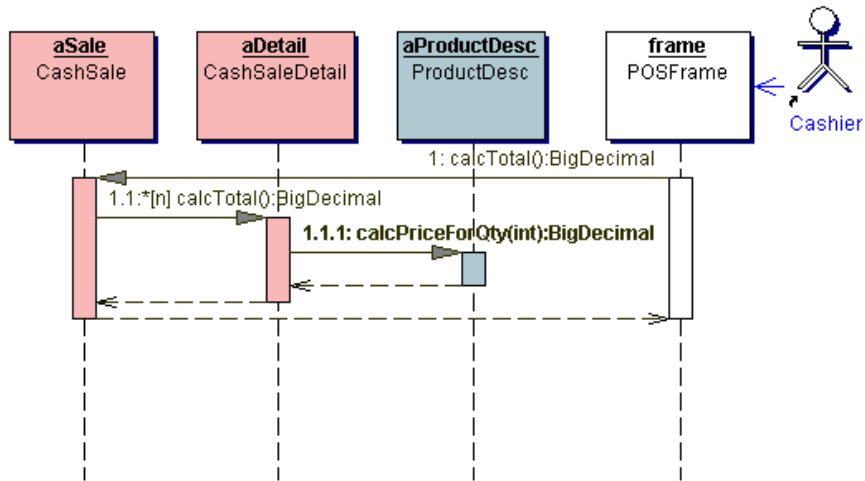 aSale
CashSale
aDetail
CashSaleDetail
aProductDesc
ProductDesc
frame
POSFrame
Cashier
1: calcTotal():BigDecimal
1.1:*[n] calcTotal():BigDecimal
1.1.1: calcPriceForQty(int):BigDecimal